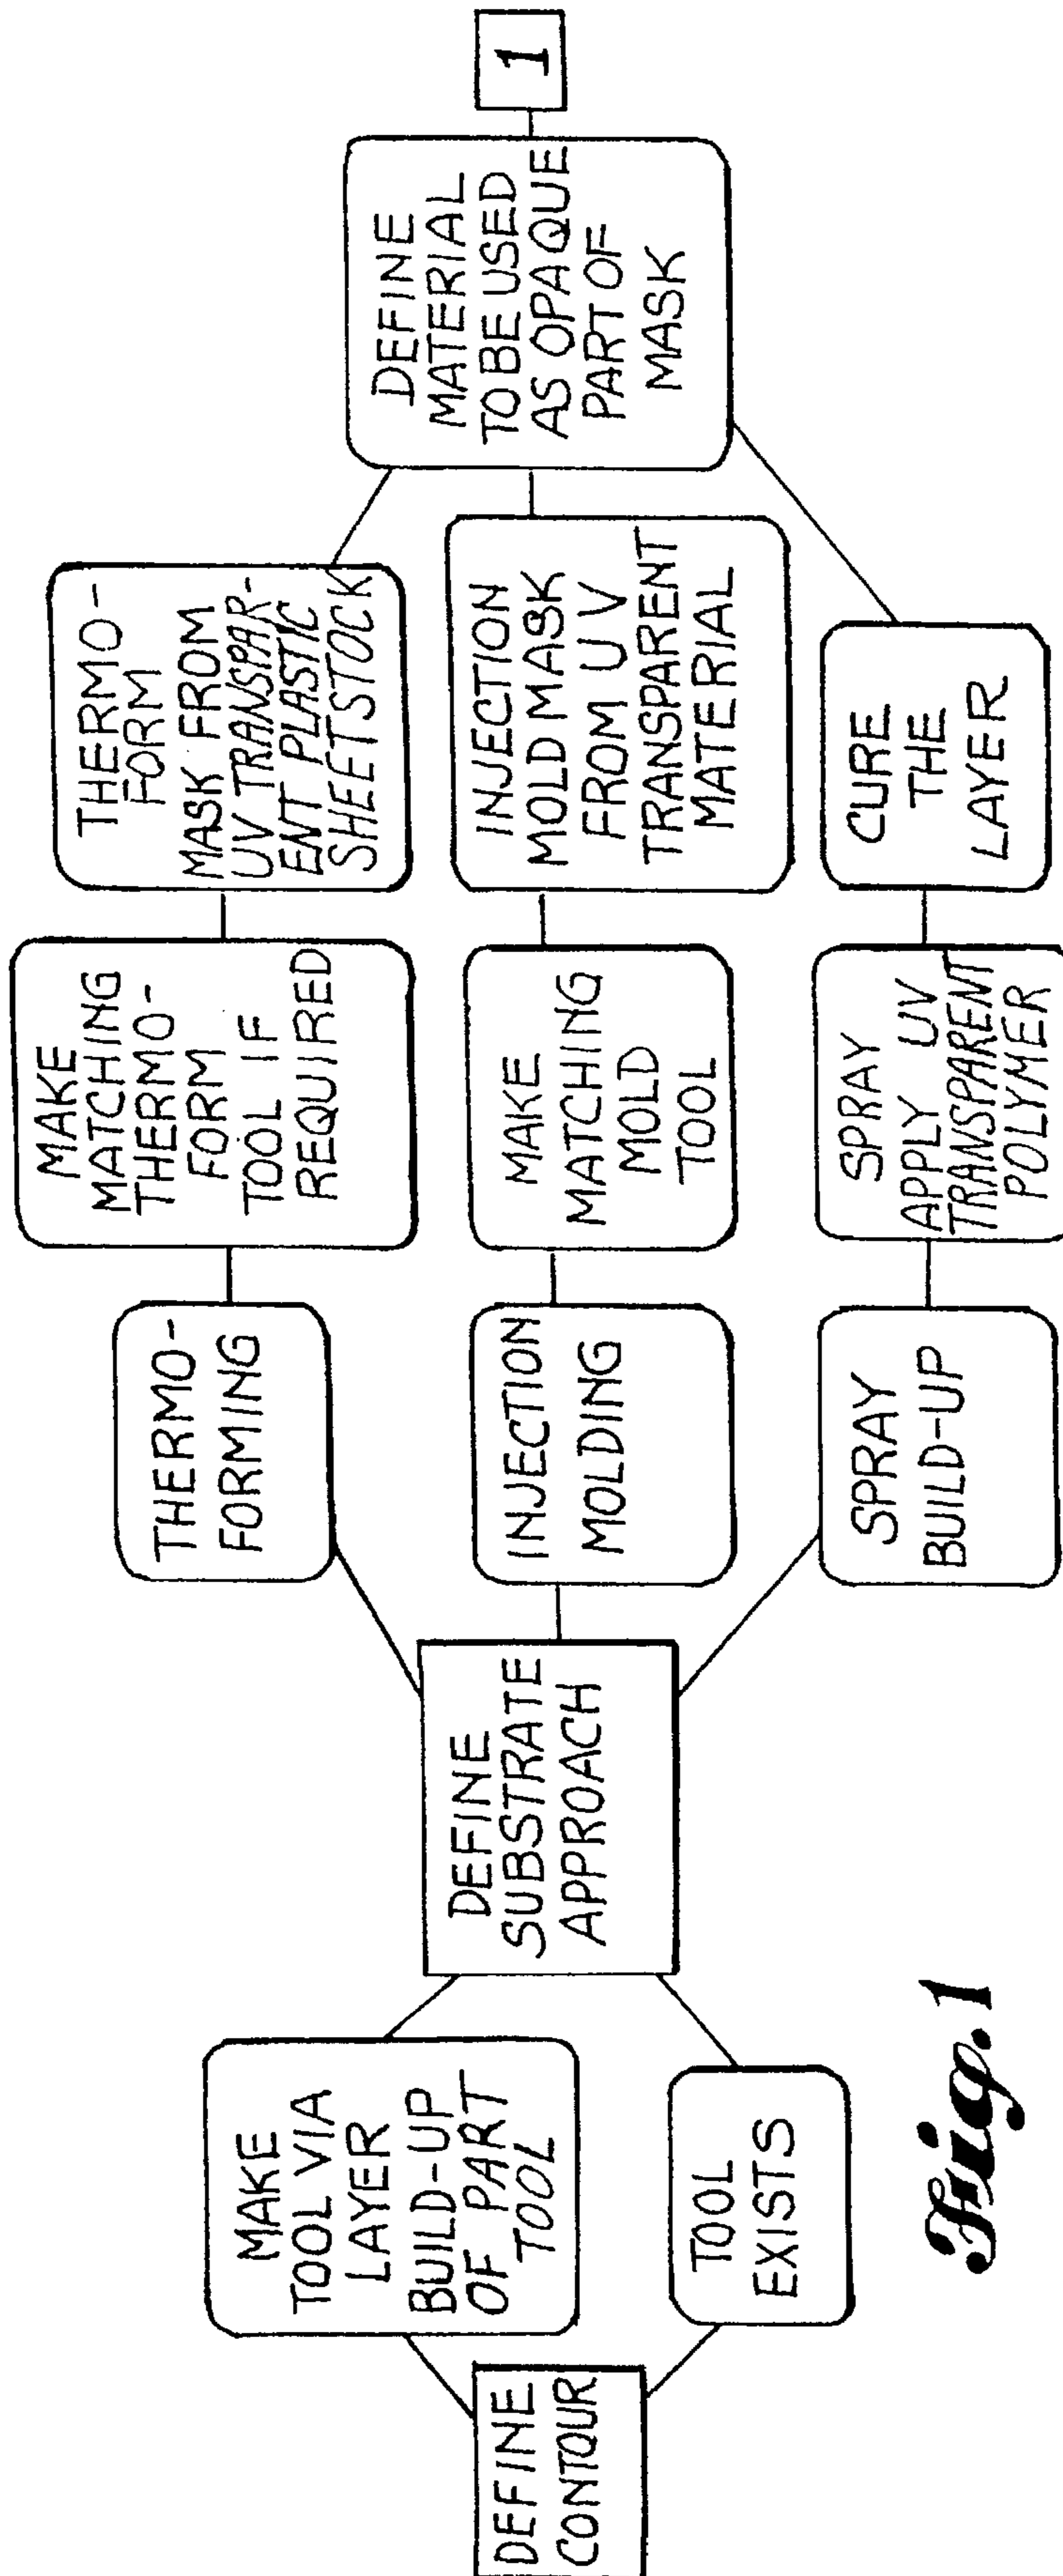 DEFINE
CONTOUR
MAKE
TOOL VIA
LAYER
BUILD-UP
OF PART
TOOL
TOOL
EXISTS
DEFINE
SUBSTRATE
APPROACH
THERMO-
FORMING
INJECTION
MOLDING
SPRAY
BUILD-UP
MAKE
MATCHING
THERMO-
FORM
TOOL IF
REQUIRED
MAKE
MATCHING
MOLD
TOOL
SPRAY
APPLY UV
TRANSPARENT
POLYMER
THERMO-
FORM
MASK FROM
UV TRANSPAR-
ENT PLASTIC
SHEETSTOCK
INJECTION
MOLD MASK
FROM UV
TRANSPARENT
MATERIAL
CURE
THE
LAYER
DEFINE
MATERIAL
TO BE USED
AS OPAQUE
PART OF
MASK
1
Fig. 1